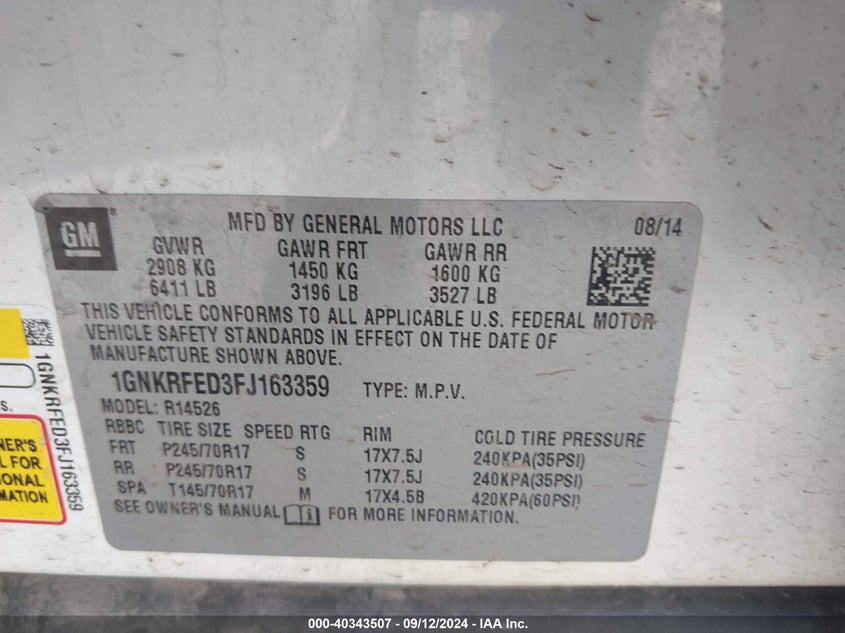 GM
MFD BY GENERAL MOTORS LLC 08/14
GVWR GAWR FRT GAWR RR
2908 KG 1450 KG 1600 KG
6411 LB 3196 LB 3527 LB
THIS VEHICLE CONFORMS TO ALL APPLICABLE U.S. FEDERAL MOTOR
VEHICLE SAFETY STANDARDS IN EFFECT ON THE DATE OF
MANUFACTURE SHOWN ABOVE.
1GNKRFED3FJ163359 TYPE: M.P.V.
MODEL: R14526
RBBC TIRE SIZE SPEED RTG RIM COLD TIRE PRESSURE
FRT P245/70R17 S 17X7.5J 240KPA(35PSI)
RR P245/70R17 S 17X7.5J 240KPA(35PSI)
SPA T145/70R17 M 17X4.5B 420KPA(60PSI)
SEE OWNER'S MANUAL FOR MORE INFORMATION.
1GNKRFED3FJ163359
S.
NER'S
L FOR
ONAL
MATION
000-40343507 - 09/12/2024 - IAA Inc.